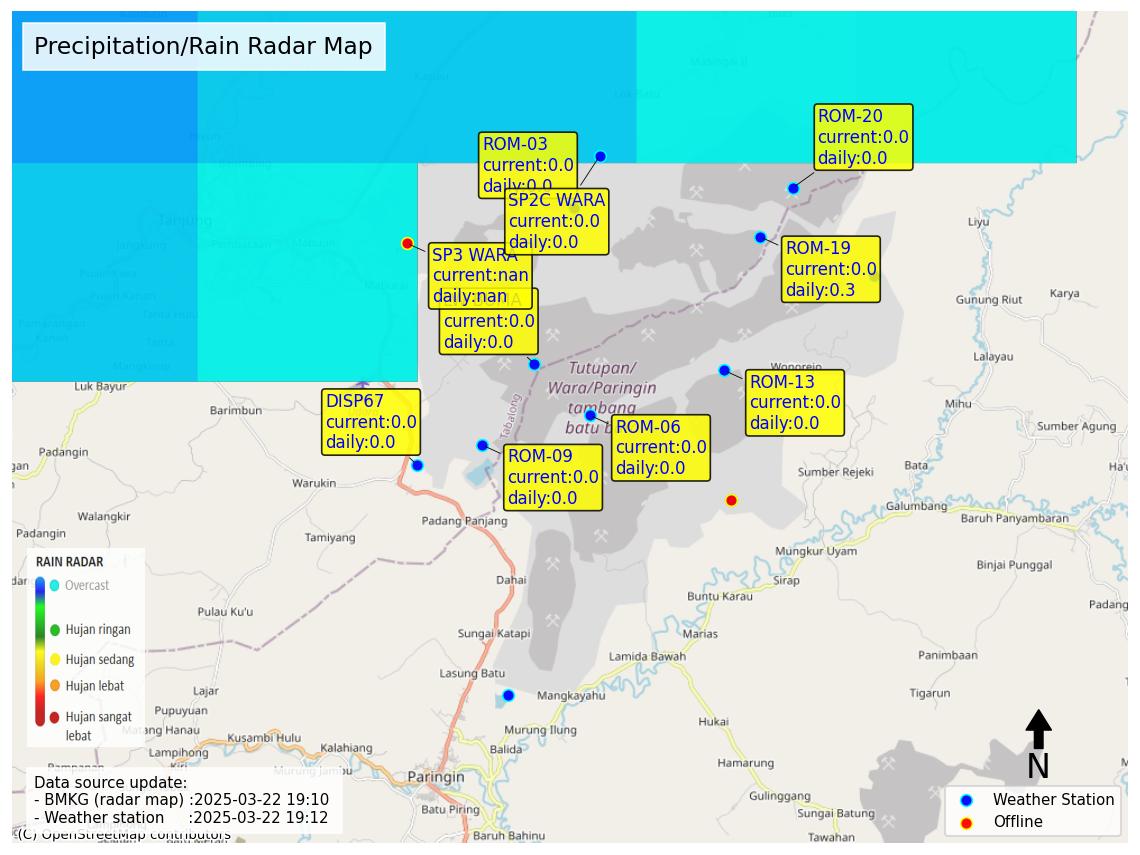 Precipitation/Rain Radar Map
ROM-20
current:0.0
daily:0.0
ROM-03
current:0.0
daily:0.0
SP2C WARA
current:0.0
daily:0.0
Tanjung
Liyu
ROM-19
current:0.0
daily:0.3
SP3 WARA
current:nan
daily:nan
current:0.0
daily:0.0
Gunung Riut
Karya
Lalayau
Tutupan/
Wara/Paringin
tambang
batu b
Tabalong
Wonorejo
ROM-13
current:0.0
daily:0.0
Luk Bayur
Barimbun
DISP67
current:0.0
daily:0.0
Mihu
ROM-06
current:0.0
daily:0.0
Sumber Agung
Padangin
ROM-09
current:0.0
daily:0.0
Sumber Rejeki
Bata
Warukin
Galumbang
Baruh Panyambaran
Walangkir
Padang Panjang
Padangin
Tamiyang
Mungkur Uyam
Binjai Punggal
RAIN RADAR
Overcast
Hujan ringan
Hujan sedang
Hujan lebat
Hujan sangat
lebat
Dahai
Sirap
Buntu Karau
Padang
Pulau Ku'u
Sungai Katapi
Marias
Lamida Bawah
Panimbaan
Lasung Batu
Lajar
Mangkayahu
Tigarun
Pupuyuan
Matang Hanau
Kusambi Hulu
Murung Ilung
Hukai
Lampihong
Kalahiang
Balida
Hamarung
Murung Jambu
Paringin
N
Data source update:
- BMKG (radar map) :2025-03-22 19:10
- Weather station :2025-03-22 19:12
(C) OpenStreetMap contributors
Batu Piring
Baruh Bahinu
Gulinggang
Sungai Batung
Tawahan
Weather Station
Offline